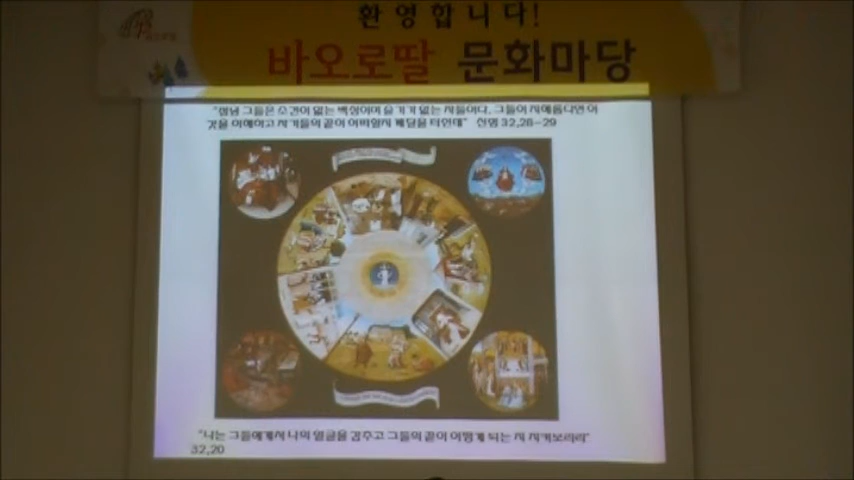 환영합니다!
바오로딸 문화마당
"정녕 그들은 소견이 없는 백성이며 슬기가 없는 자들이다. 그들이 지혜롭다면 이
것을 이해하고 자기들의 끝이 어떠할지 깨달을 터인데" 신명 32,28-29
"나는 그들에게서 나의 얼굴을 감추고 그들의 끝이 어떻게 되는 지 지켜보리라"
32,20